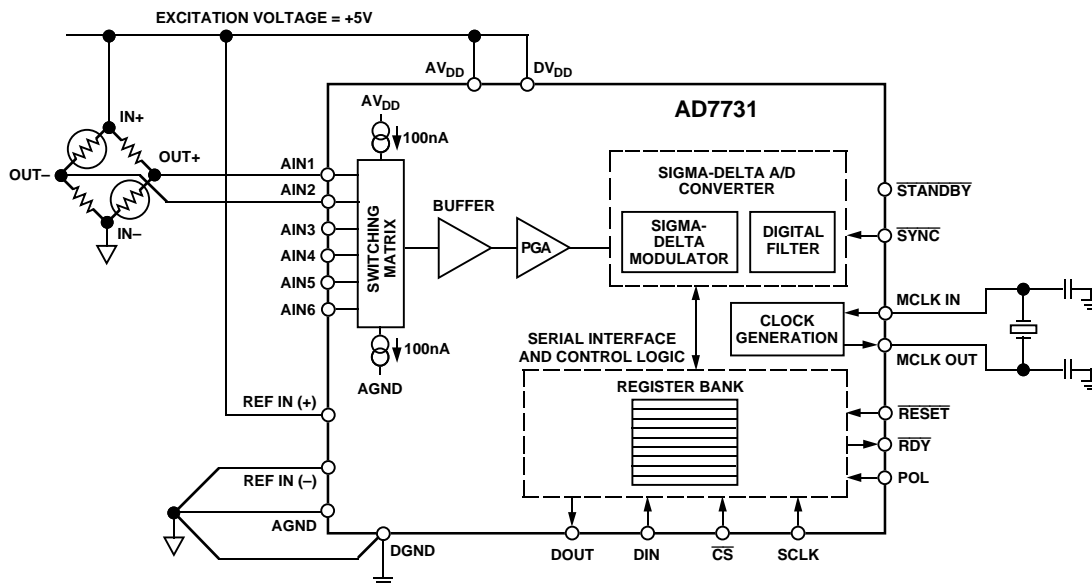 EXCITATION VOLTAGE = +5V
AVDD
DVDD
AD7731
AVDD
100nA
IN+
OUT+
OUT–
IN–
AIN1
AIN2
AIN3
AIN4
AIN5
AIN6
SWITCHING
MATRIX
BUFFER
PGA
SIGMA-DELTA A/D
CONVERTER
SIGMA-
DELTA
MODULATOR
DIGITAL
FILTER
STANDBY
SYNC
MCLK IN
CLOCK
GENERATION
MCLK OUT
100nA
AGND
SERIAL INTERFACE
AND CONTROL LOGIC
REGISTER BANK
REF IN (+)
RESET
RDY
POL
REF IN (–)
AGND
DGND
DOUT
DIN
CS
SCLK